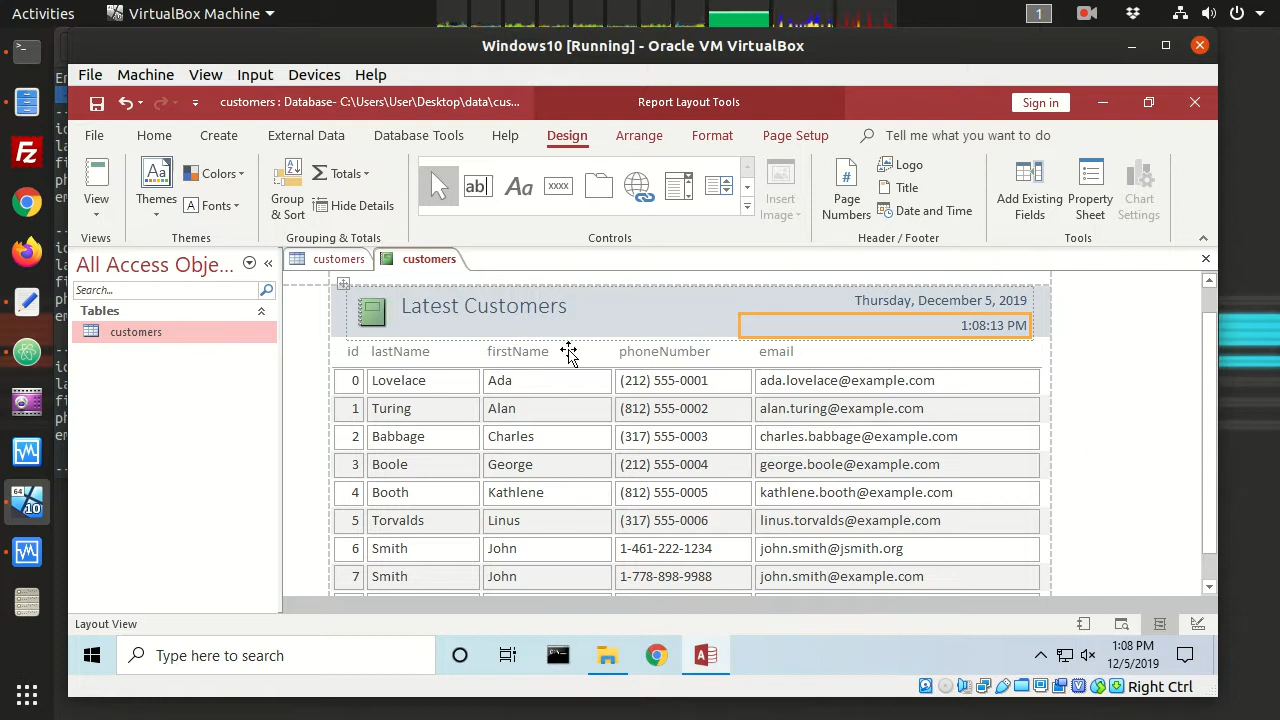 Activities
VirtualBox Machine
1
Windows10 [Running] - Oracle VM VirtualBox
File Machine View Input Devices Help
customers : Database- C:\Users\User\Desktop\data\cus...
Report Layout Tools
Sign in
File Home Create External Data Database Tools Help Design Arrange Format Page Setup Tell me what you want to do
View
Views
Aa
Themes
Colors
Fonts
Themes
Group & Sort
Totals
Hide Details
Grouping & Totals
ab|
Aa
xxxx
Insert Image
Controls
#
Page Numbers
Logo
Title
Date and Time
Header / Footer
Add Existing Fields
Property Sheet
Chart Settings
Tools
All Access Obje...
Search...
Tables
customers
customers
customers
Latest Customers
Thursday, December 5, 2019
1:08:13 PM
id lastName firstName phoneNumber email
0 Lovelace Ada (212) 555-0001 ada.lovelace@example.com
1 Turing Alan (812) 555-0002 alan.turing@example.com
2 Babbage Charles (317) 555-0003 charles.babbage@example.com
3 Boole George (212) 555-0004 george.boole@example.com
4 Booth Kathlene (812) 555-0005 kathlene.booth@example.com
5 Torvalds Linus (317) 555-0006 linus.torvalds@example.com
6 Smith John 1-461-222-1234 john.smith@jsmith.org
7 Smith John 1-778-898-9988 john.smith@example.com
Layout View
Type here to search
1:08 PM
12/5/2019
Right Ctrl
Fz
64
10